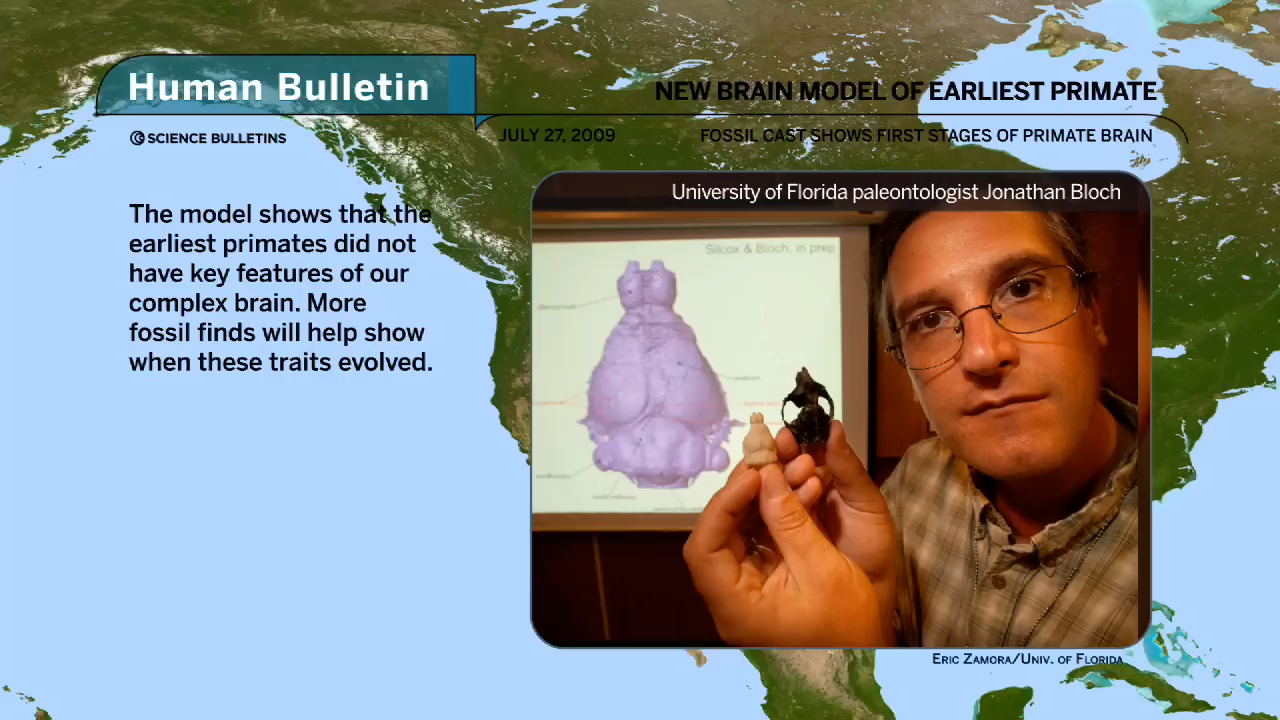 Human Bulletin
NEW BRAIN MODEL OF EARLIEST PRIMATE
SCIENCE BULLETINS
JULY 27, 2009
FOSSIL CAST SHOWS FIRST STAGES OF PRIMATE BRAIN
University of Florida paleontologist Jonathan Bloch
The model shows that the
earliest primates did not
have key features of our
complex brain. More
fossil finds will help show
when these traits evolved.
Silcox & Bloch, in prep
ERIC ZAMORA/UNIV. OF FLORIDA